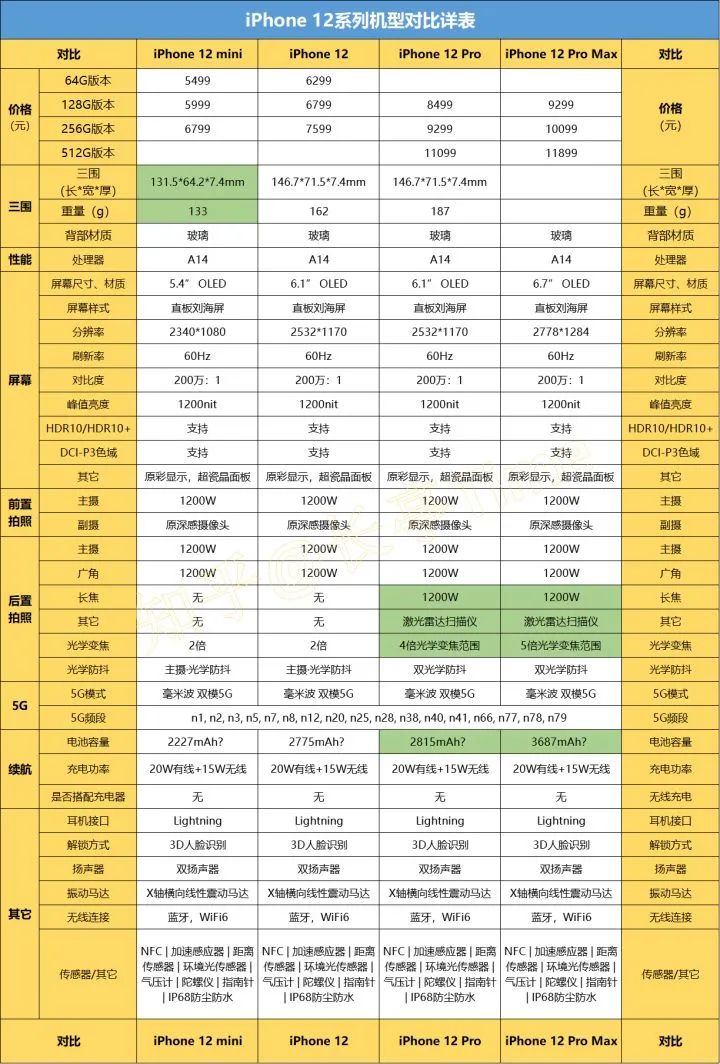 iPhone 12系列机型对比详表
对比 iPhone 12 mini iPhone 12 iPhone 12 Pro iPhone 12 Pro Max 对比
价格 (元) 64G版本 5499 6299 价格 (元)
128G版本 5999 6799 8499 9299
256G版本 6799 7599 9299 10099
512G版本 11099 11899
三围 三围 (长*宽*厚) 131.5*64.2*7.4mm 146.7*71.5*7.4mm 146.7*71.5*7.4mm 三围 (长*宽*厚)
重量（g） 133 162 187 重量（g）
背部材质 玻璃 玻璃 玻璃 玻璃 背部材质
性能 处理器 A14 A14 A14 A14 处理器
屏幕 屏幕尺寸、材质 5.4” OLED 6.1” OLED 6.1” OLED 6.7” OLED 屏幕尺寸、材质
屏幕样式 直板刘海屏 直板刘海屏 直板刘海屏 直板刘海屏 屏幕样式
分辨率 2340*1080 2532*1170 2532*1170 2778*1284 分辨率
刷新率 60Hz 60Hz 60Hz 60Hz 刷新率
对比度 200万：1 200万：1 200万：1 200万：1 对比度
峰值亮度 1200nit 1200nit 1200nit 1200nit 峰值亮度
HDR10/HDR10+ 支持 支持 支持 支持 HDR10/HDR10+
DCI-P3色域 支持 支持 支持 支持 DCI-P3色域
其它 原彩显示，超瓷晶面板 原彩显示，超瓷晶面板 原彩显示，超瓷晶面板 原彩显示，超瓷晶面板 其它
前置拍照 主摄 1200W 1200W 1200W 1200W 主摄
副摄 原深感摄像头 原深感摄像头 原深感摄像头 原深感摄像头 副摄
后置拍照 主摄 1200W 1200W 1200W 1200W 主摄
广角 1200W 1200W 1200W 1200W 广角
长焦 无 无 1200W 1200W 长焦
其它 无 无 激光雷达扫描仪 激光雷达扫描仪 其它
光学变焦 2倍 2倍 4倍光学变焦范围 5倍光学变焦范围 光学变焦
光学防抖 主摄·光学防抖 主摄·光学防抖 双光学防抖 双光学防抖 光学防抖
5G 5G模式 毫米波 双模5G 毫米波 双模5G 毫米波 双模5G 毫米波 双模5G 5G模式
5G频段 n1, n2, n3, n5, n7, n8, n12, n20, n25, n28, n38, n40, n41, n66, n77, n78, n79 5G频段
续航 电池容量 2227mAh? 2775mAh? 2815mAh? 3687mAh? 电池容量
充电功率 20W有线+15W无线 20W有线+15W无线 20W有线+15W无线 20W有线+15W无线 充电功率
是否搭配充电器 无 无 无 无 无线充电
其它 耳机接口 Lightning Lightning Lightning Lightning 耳机接口
解锁方式 3D人脸识别 3D人脸识别 3D人脸识别 3D人脸识别 解锁方式
扬声器 双扬声器 双扬声器 双扬声器 双扬声器 扬声器
振动马达 X轴横向线性震动马达 X轴横向线性震动马达 X轴横向线性震动马达 X轴横向线性震动马达 振动马达
无线连接 蓝牙，WiFi6 蓝牙，WiFi6 蓝牙，WiFi6 蓝牙，WiFi6 无线连接
传感器/其它 NFC | 加速感应器 | 距离传感器 | 环境光传感器 | 气压计 | 陀螺仪 | 指南针 | IP68防尘防水 NFC | 加速感应器 | 距离传感器 | 环境光传感器 | 气压计 | 陀螺仪 | 指南针 | IP68防尘防水 NFC | 加速感应器 | 距离传感器 | 环境光传感器 | 气压计 | 陀螺仪 | 指南针 | IP68防尘防水 NFC | 加速感应器 | 距离传感器 | 环境光传感器 | 气压计 | 陀螺仪 | 指南针 | IP68防尘防水 传感器/其它
对比 iPhone 12 mini iPhone 12 iPhone 12 Pro iPhone 12 Pro Max 对比